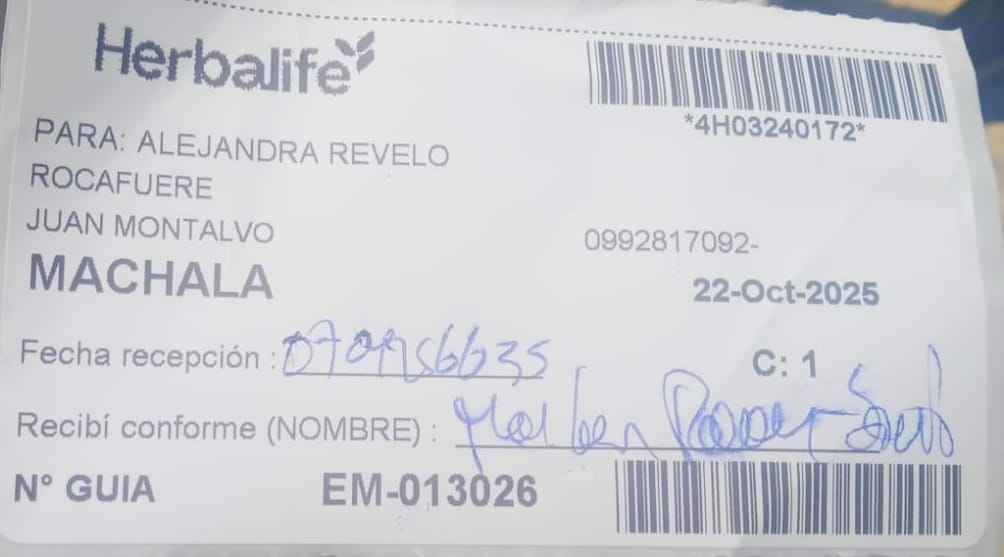 Herbalife
*4H03240172*
PARA: ALEJANDRA REVELO
ROCAFUERE
JUAN MONTALVO
0992817092-
MACHALA
22-Oct-2025
Fecha recepción :
C: 1
Recibí conforme (NOMBRE) :
N° GUIA EM-013026